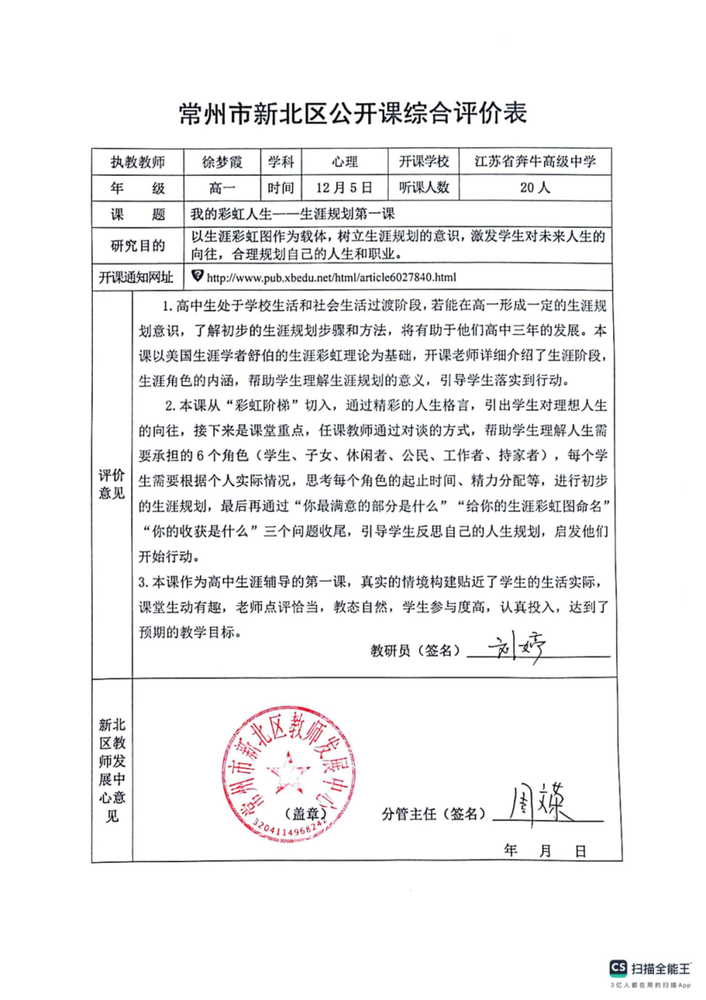 常州市新北区公开课综合评价表
执教教师 徐梦霞 学科 心理 开课学校 江苏省奔牛高级中学
年 级 高一 时间 12月5日 听课人数 20人
课 题 我的彩虹人生——生涯规划第一课
研究目的 以生涯彩虹图作为载体，树立生涯规划的意识，激发学生对未来人生的
向往，合理规划自己的人生和职业。
开课通知网址 http://www.pub.xbedu.net/html/article6027840.html
评价
意见
1.高中生处于学校生活和社会生活过渡阶段，若能在高一形成一定的生涯规
划意识，了解初步的生涯规划步骤和方法，将有助于他们高中三年的发展。本
课以美国生涯学者舒伯的生涯彩虹理论为基础，开课老师详细介绍了生涯阶段，
生涯角色的内涵，帮助学生理解生涯规划的意义，引导学生落实到行动。
2.本课从“彩虹阶梯”切入，通过精彩的人生格言，引出学生对理想人生
的向往，接下来是课堂重点，任课教师通过对谈的方式，帮助学生理解人生需
要承担的6个角色（学生、子女、休闲者、公民、工作者、持家者），每个学
生需要根据个人实际情况，思考每个角色的起止时间、精力分配等，进行初步
的生涯规划，最后再通过“你最满意的部分是什么”“给你的生涯彩虹图命名”
“你的收获是什么”三个问题收尾，引导学生反思自己的人生规划，启发他们
开始行动。
3.本课作为高中生涯辅导的第一课，真实的情境构建贴近了学生的生活实际，
课堂生动有趣，老师点评恰当，教态自然，学生参与度高，认真投入，达到了
预期的教学目标。
教研员（签名） 刘婷
新北
区教
师发
展中
心意
见
常州市新北区教师发展中心
（盖章）
分管主任（签名）
年 月 日
CS 扫描全能王
3亿人都在用的扫描App